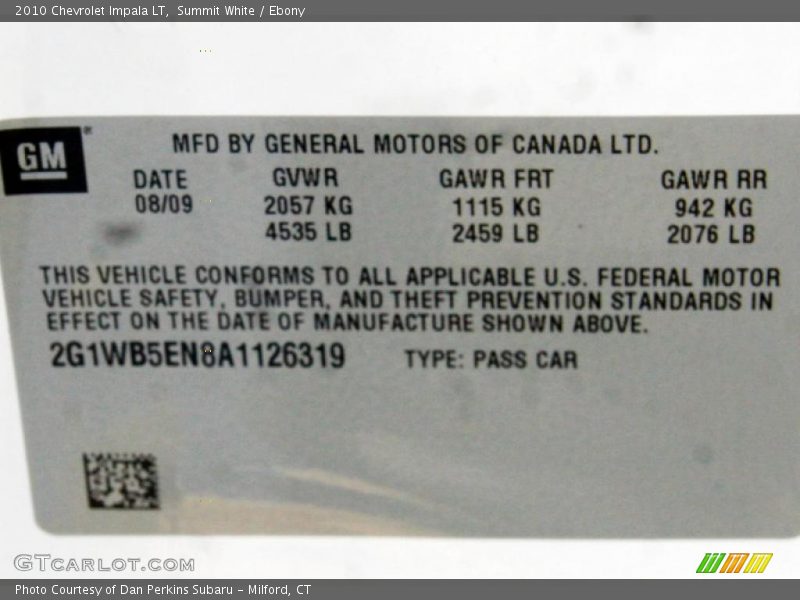 2010 Chevrolet Impala LT, Summit White / Ebony
GM
MFD BY GENERAL MOTORS OF CANADA LTD.
DATE GVWR GAWR FRT GAWR RR
08/09 2057 KG 1115 KG 942 KG
4535 LB 2459 LB 2076 LB
THIS VEHICLE CONFORMS TO ALL APPLICABLE U.S. FEDERAL MOTOR
VEHICLE SAFETY, BUMPER, AND THEFT PREVENTION STANDARDS IN
EFFECT ON THE DATE OF MANUFACTURE SHOWN ABOVE.
2G1WB5EN8A1126319 TYPE: PASS CAR
GTCARLOT.COM
Photo Courtesy of Dan Perkins Subaru - Milford, CT